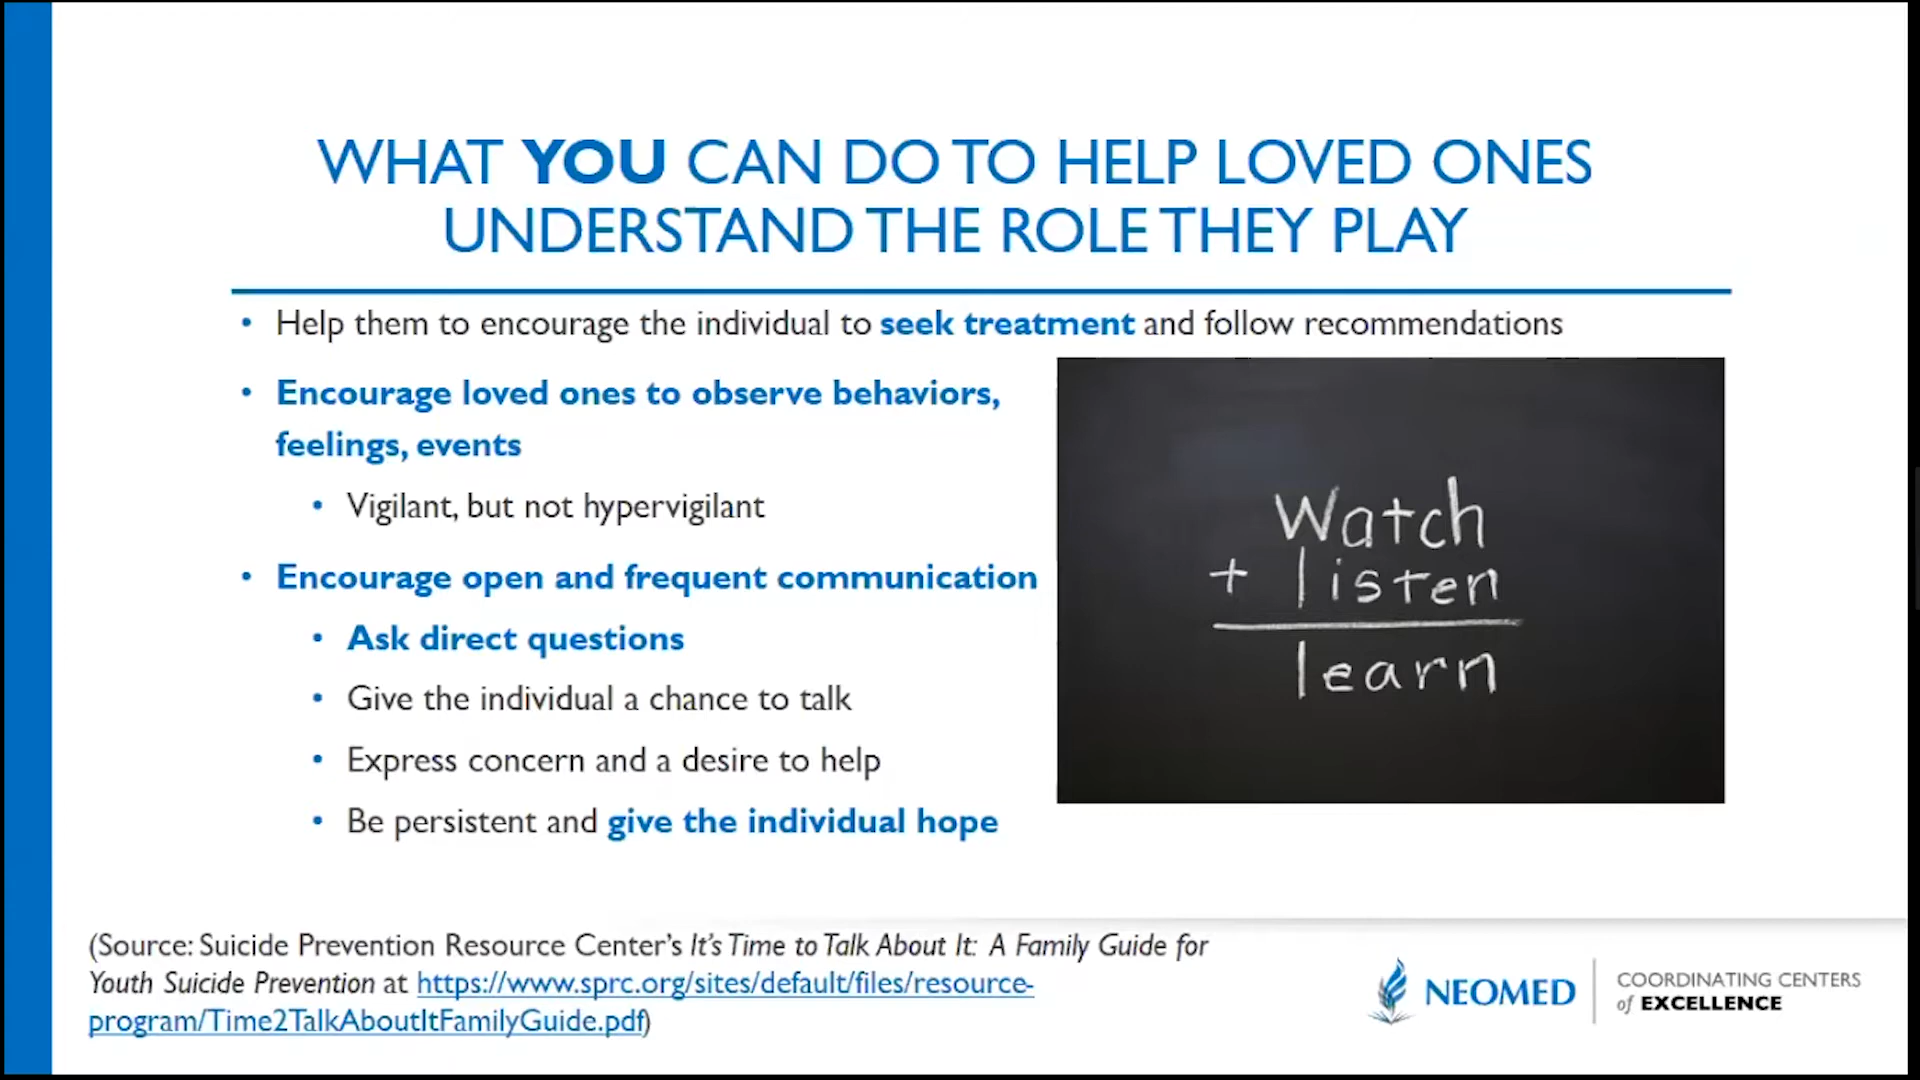 WHAT YOU CAN DO TO HELP LOVED ONES
UNDERSTAND THE ROLE THEY PLAY
• Help them to encourage the individual to seek treatment and follow recommendations
• Encourage loved ones to observe behaviors,
feelings, events
• Vigilant, but not hypervigilant
• Encourage open and frequent communication
• Ask direct questions
• Give the individual a chance to talk
• Express concern and a desire to help
• Be persistent and give the individual hope
Watch
+ listen
learn
(Source: Suicide Prevention Resource Center's It's Time to Talk About It: A Family Guide for
Youth Suicide Prevention at https://www.sprc.org/sites/default/files/resource-
program/Time2TalkAboutItFamilyGuide.pdf)
NEOMED
COORDINATING CENTERS
of EXCELLENCE